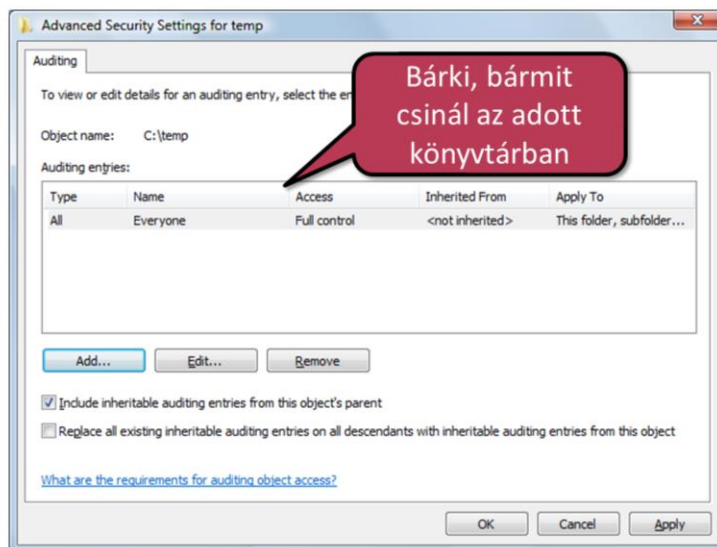 Advanced Security Settings for temp
Auditing
To view or edit details for an auditing entry, select the en
Bárki, bármit
csinál az adott
könyvtárban
Object name: C:\temp
Auditing entries:
Type Name Access Inherited From Apply To
All Everyone Full control <not inherited> This folder, subfolder...
Add... Edit... Remove
Include inheritable auditing entries from this object's parent
Replace all existing inheritable auditing entries on all descendants with inheritable auditing entries from this object
What are the requirements for auditing object access?
OK Cancel Apply